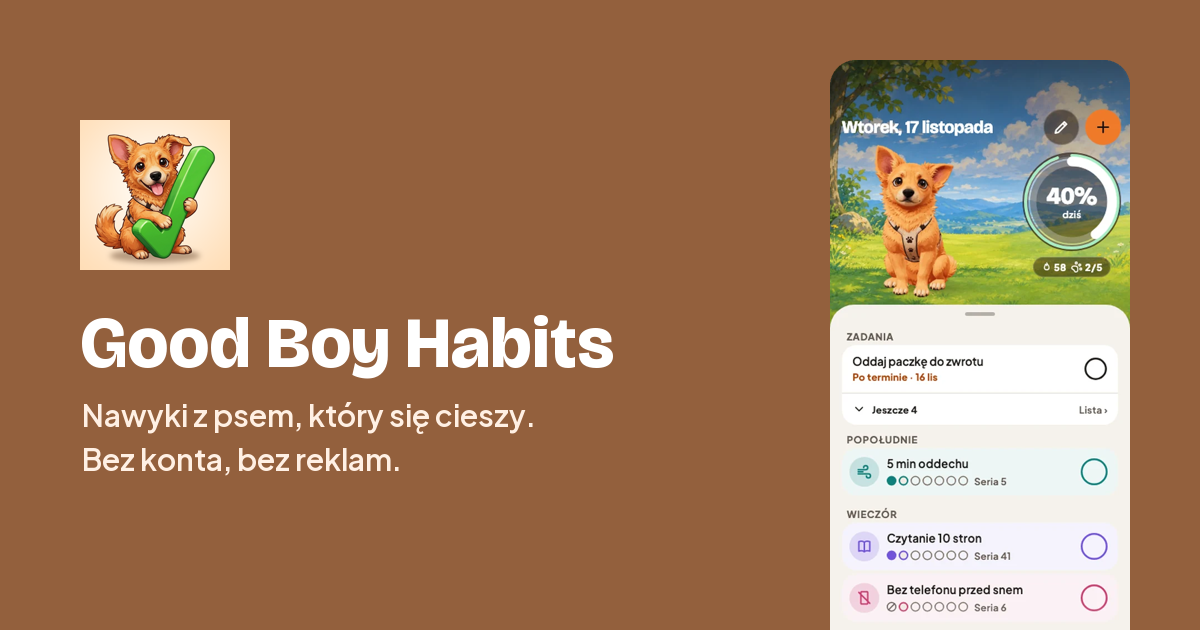 Good Boy Habits
Nawyki z psem, który się cieszy.
Bez konta, bez reklam.
Wtorek, 17 listopada
40%
dziś
58 2/5
ZADANIA
Oddaj paczkę do zwrotu
Po terminie · 16 lis
Jeszcze 4 Lista ›
POPOŁUDNIE
5 min oddechu
Seria 5
WIECZÓR
Czytanie 10 stron
Seria 41
Bez telefonu przed snem
Seria 6